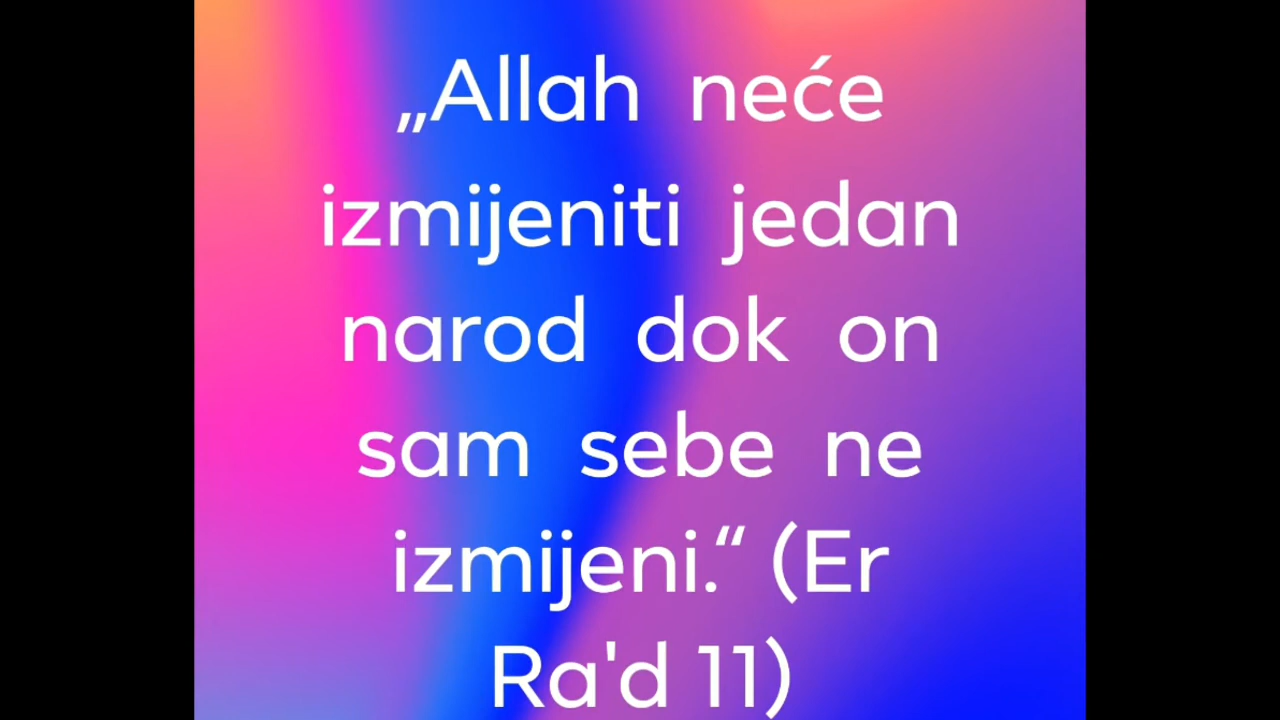 „Allah neće
izmijeniti jedan
narod dok on
sam sebe ne
izmijeni.“ (Er
Ra'd 11)